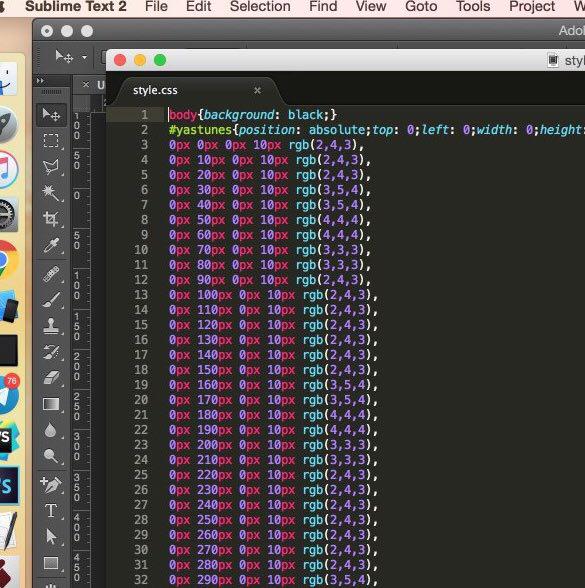 Sublime Text 2 File Edit Selection Find View Goto Tools Project W
Ado
styl
style.css ×
1 body{background: black;}
2 #yastunes{position: absolute;top: 0;left: 0;width: 0;height:
3 0px 0px 0px 10px rgb(2,4,3),
4 0px 10px 0px 10px rgb(2,4,3),
5 0px 20px 0px 10px rgb(2,4,3),
6 0px 30px 0px 10px rgb(3,5,4),
7 0px 40px 0px 10px rgb(3,5,4),
8 0px 50px 0px 10px rgb(4,4,4),
9 0px 60px 0px 10px rgb(4,4,4),
10 0px 70px 0px 10px rgb(3,3,3),
11 0px 80px 0px 10px rgb(3,3,3),
12 0px 90px 0px 10px rgb(2,4,3),
13 0px 100px 0px 10px rgb(2,4,3),
14 0px 110px 0px 10px rgb(2,4,3),
15 0px 120px 0px 10px rgb(2,4,3),
16 0px 130px 0px 10px rgb(2,4,3),
17 0px 140px 0px 10px rgb(2,4,3),
18 0px 150px 0px 10px rgb(2,4,3),
19 0px 160px 0px 10px rgb(3,5,4),
20 0px 170px 0px 10px rgb(3,5,4),
21 0px 180px 0px 10px rgb(4,4,4),
22 0px 190px 0px 10px rgb(4,4,4),
23 0px 200px 0px 10px rgb(3,3,3),
24 0px 210px 0px 10px rgb(3,3,3),
25 0px 220px 0px 10px rgb(2,4,3),
26 0px 230px 0px 10px rgb(2,4,3),
27 0px 240px 0px 10px rgb(2,4,3),
28 0px 250px 0px 10px rgb(2,4,3),
29 0px 260px 0px 10px rgb(2,4,3),
30 0px 270px 0px 10px rgb(2,4,3),
31 0px 280px 0px 10px rgb(2,4,3),
32 0px 290px 0px 10px rgb(3,5,4),
× U
100
50
0
50
100
150
200
250
300
350
400
450
76